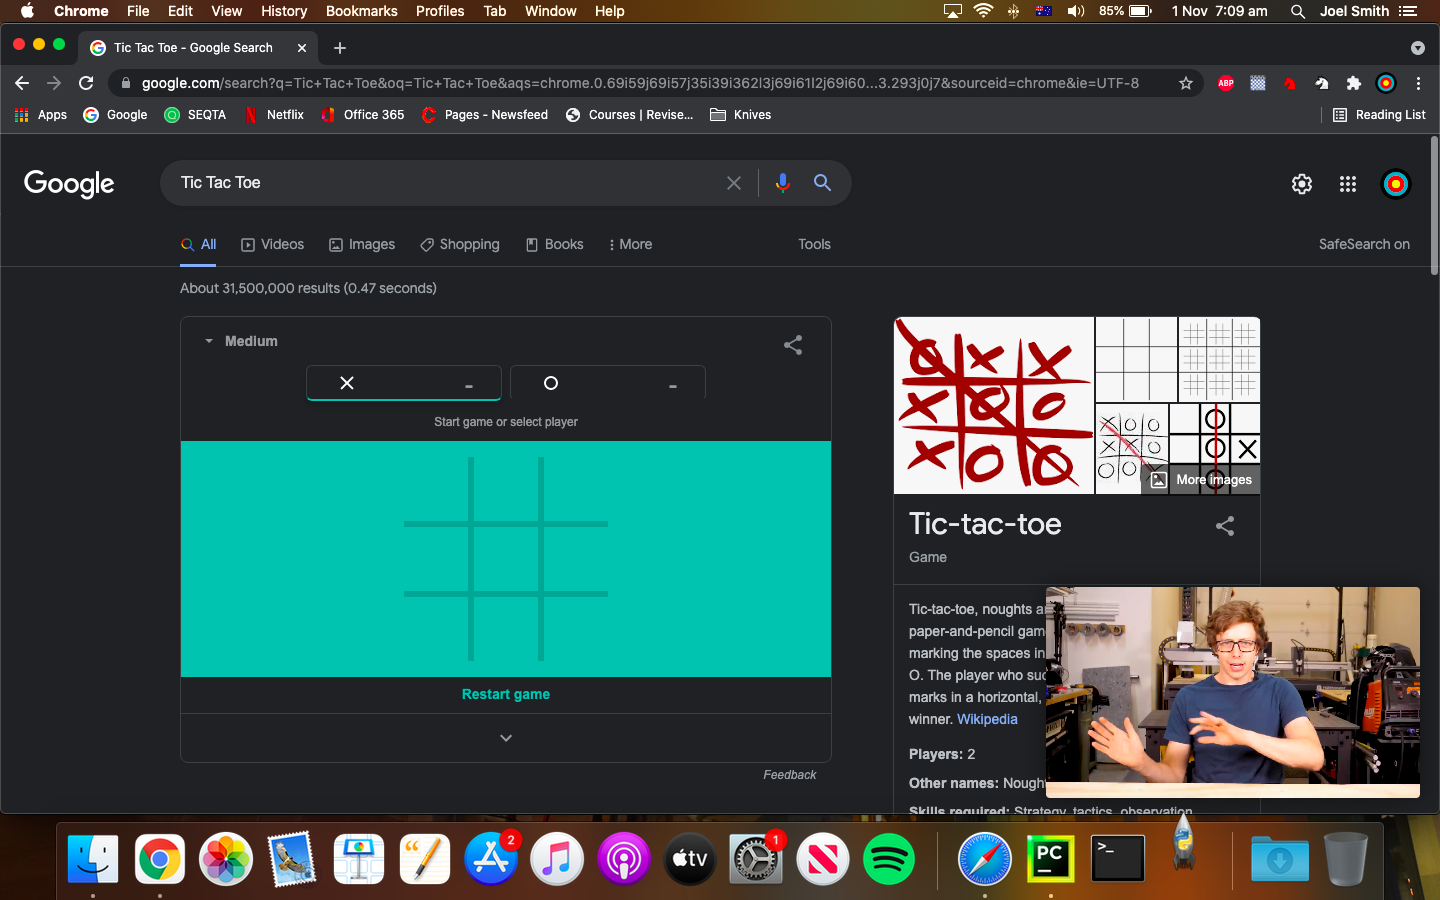 Chrome File Edit View History Bookmarks Profiles Tab Window Help 85% 1 Nov 7:09 am Joel Smith
Tic Tac Toe - Google Search
google.com/search?q=Tic+Tac+Toe&oq=Tic+Tac+Toe&aqs=chrome.0.69i59j69i57j35i39i362l3j69i61l2j69i60...3.293j0j7&sourceid=chrome&ie=UTF-8 ABP
Apps Google SEQTA Netflix Office 365 Pages - Newsfeed Courses | Revise... Knives Reading List
Google Tic Tac Toe
All Videos Images Shopping Books More Tools SafeSearch on
About 31,500,000 results (0.47 seconds)
Medium
X - O -
Start game or select player
Restart game
Feedback
More images
Tic-tac-toe
Game
Tic-tac-toe, noughts a
paper-and-pencil gam
marking the spaces in
O. The player who suc
marks in a horizontal,
winner. Wikipedia
Players: 2
Other names: Nough
Skills required: Strategy, tactics, observation
2 tv 1 PC >_